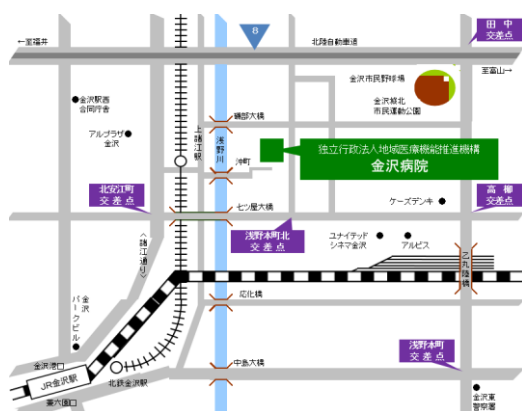 田 中
交差点
8
←至福井
北陸自動車道
至富山→
金沢市民野球場
金沢城北
市民運動公園
金沢駅西
合同庁舎
アルプラザ
金沢
上諸江駅
磯部大橋
浅野川
沖町
独立行政法人地域医療機能推進機構
金沢病院
北安江町
交 差 点
七ツ屋大橋
ケーズデンキ
高 柳
交差点
浅野本町北
交 差 点
ユナイテッド
シネマ金沢
アルビス
〈諸江通り〉
乙丸陸橋
応化橋
金沢
パークビル
浅野本町
交 差 点
金沢港口
JR金沢駅
北鉄金沢駅
中島大橋
兼六園口
金沢東
警察署